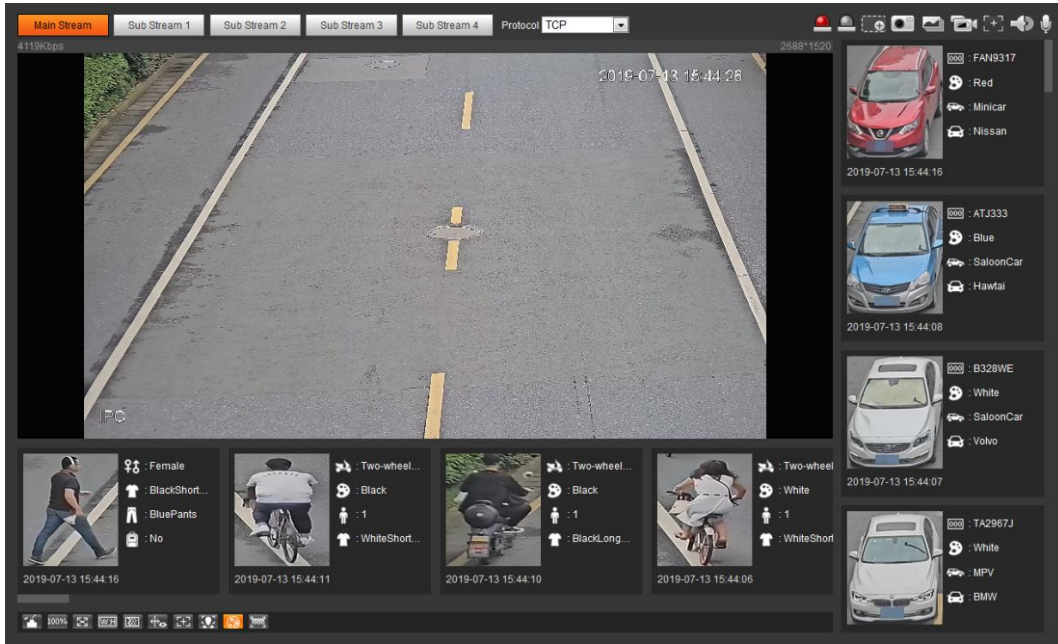 Main Stream
Sub Stream 1
Sub Stream 2
Sub Stream 3
Sub Stream 4
Protocol TCP
4119Kbps
2688*1520
2019-07-13 15:44:26
IPC
: FAN9317
: Red
: Minicar
: Nissan
2019-07-13 15:44:16
: ATJ333
: Blue
: SaloonCar
: Hawtai
2019-07-13 15:44:08
: B328WE
: White
: SaloonCar
: Volvo
2019-07-13 15:44:07
: TA2967J
: White
: MPV
: BMW
: Female
: BlackShort...
: BluePants
: No
2019-07-13 15:44:16
: Two-wheel...
: Black
: 1
: WhiteShort...
2019-07-13 15:44:11
: Two-wheel...
: Black
: 1
: BlackLong...
2019-07-13 15:44:10
: Two-wheel
: White
: 1
: WhiteShort
2019-07-13 15:44:06
100%
W:H